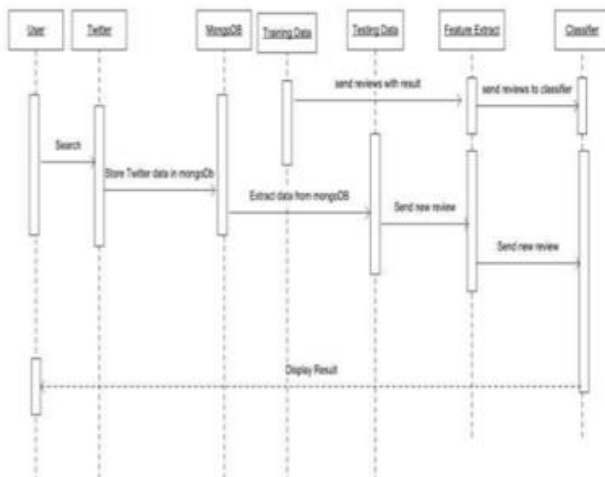 User
Twitter
MongoDB
Training Data
Testing Data
Feature Extract
Classifier
send reviews with result
send reviews to classifier
Search
Store Twitter data in mongoDb
Extract data from mongoDB
Send new review
Send new review
Display Result